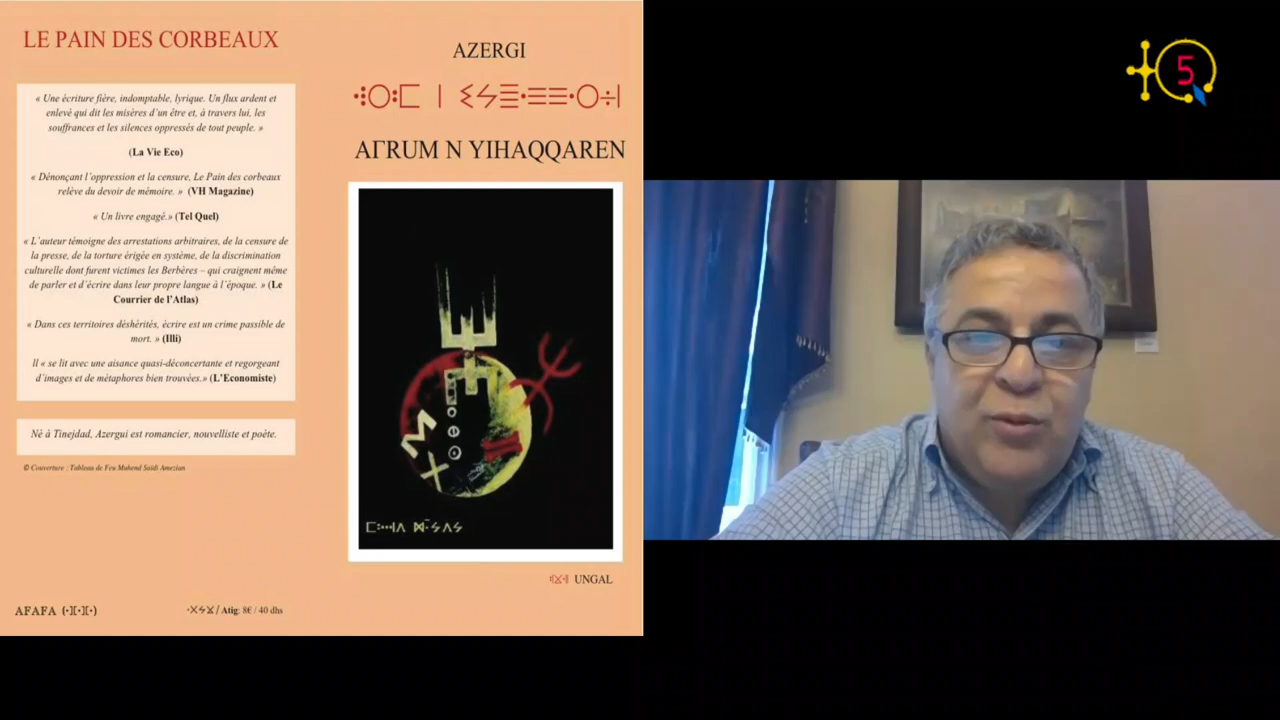 LE PAIN DES CORBEAUX
« Une écriture fière, indomptable, lyrique. Un flux ardent et
enlevé qui dit les misères d'un être et, à travers lui, les
souffrances et les silences oppressés de tout peuple. »
(La Vie Eco)
« Dénonçant l'oppression et la censure, Le Pain des corbeaux
relève du devoir de mémoire. » (VH Magazine)
« Un livre engagé.» (Tel Quel)
« L'auteur témoigne des arrestations arbitraires, de la censure de
la presse, de la torture érigée en système, de la discrimination
culturelle dont furent victimes les Berbères – qui craignent même
de parler et d'écrire dans leur propre langue à l'époque. » (Le
Courrier de l'Atlas)
« Dans ces territoires déshérités, écrire est un crime passible de
mort. » (Illi)
Il « se lit avec une aisance quasi-déconcertante et regorgeant
d'images et de métaphores bien trouvées.» (L'Economiste)
Né à Tinejdad, Azergui est romancier, nouvelliste et poète.
© Couverture : Tableau de Feu Muhend Saïdi Amezian
AFAFA
/ Atig: 8€ / 40 dhs
AZERGI
AΓRUM N YIHAQQAREN
UNGAL
5